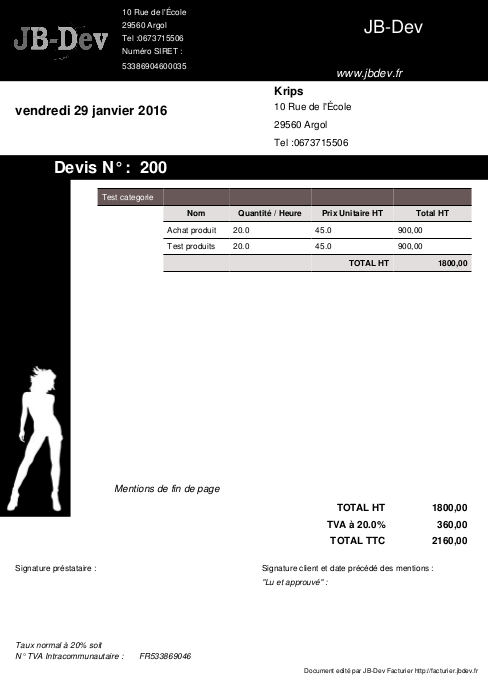 JB-Dev
10 Rue de l'École
29560 Argol
Tel :0673715506
Numéro SIRET :
53386904600035
JB-Dev
www.jbdev.fr
vendredi 29 janvier 2016
Krips
10 Rue de l'École
29560 Argol
Tel :0673715506
Devis N° : 200
Test categorie
Nom Quantité / Heure Prix Unitaire HT Total HT
Achat produit 20.0 45.0 900,00
Test produits 20.0 45.0 900,00
TOTAL HT 1800,00
Mentions de fin de page
TOTAL HT 1800,00
TVA à 20.0% 360,00
TOTAL TTC 2160,00
Signature préstataire :
Signature client et date précédé des mentions :
"Lu et approuvé" :
Taux normal à 20% soit
N° TVA Intracommunautaire : FR533869046
Document edité par JB-Dev Facturier http://facturier.jbdev.fr